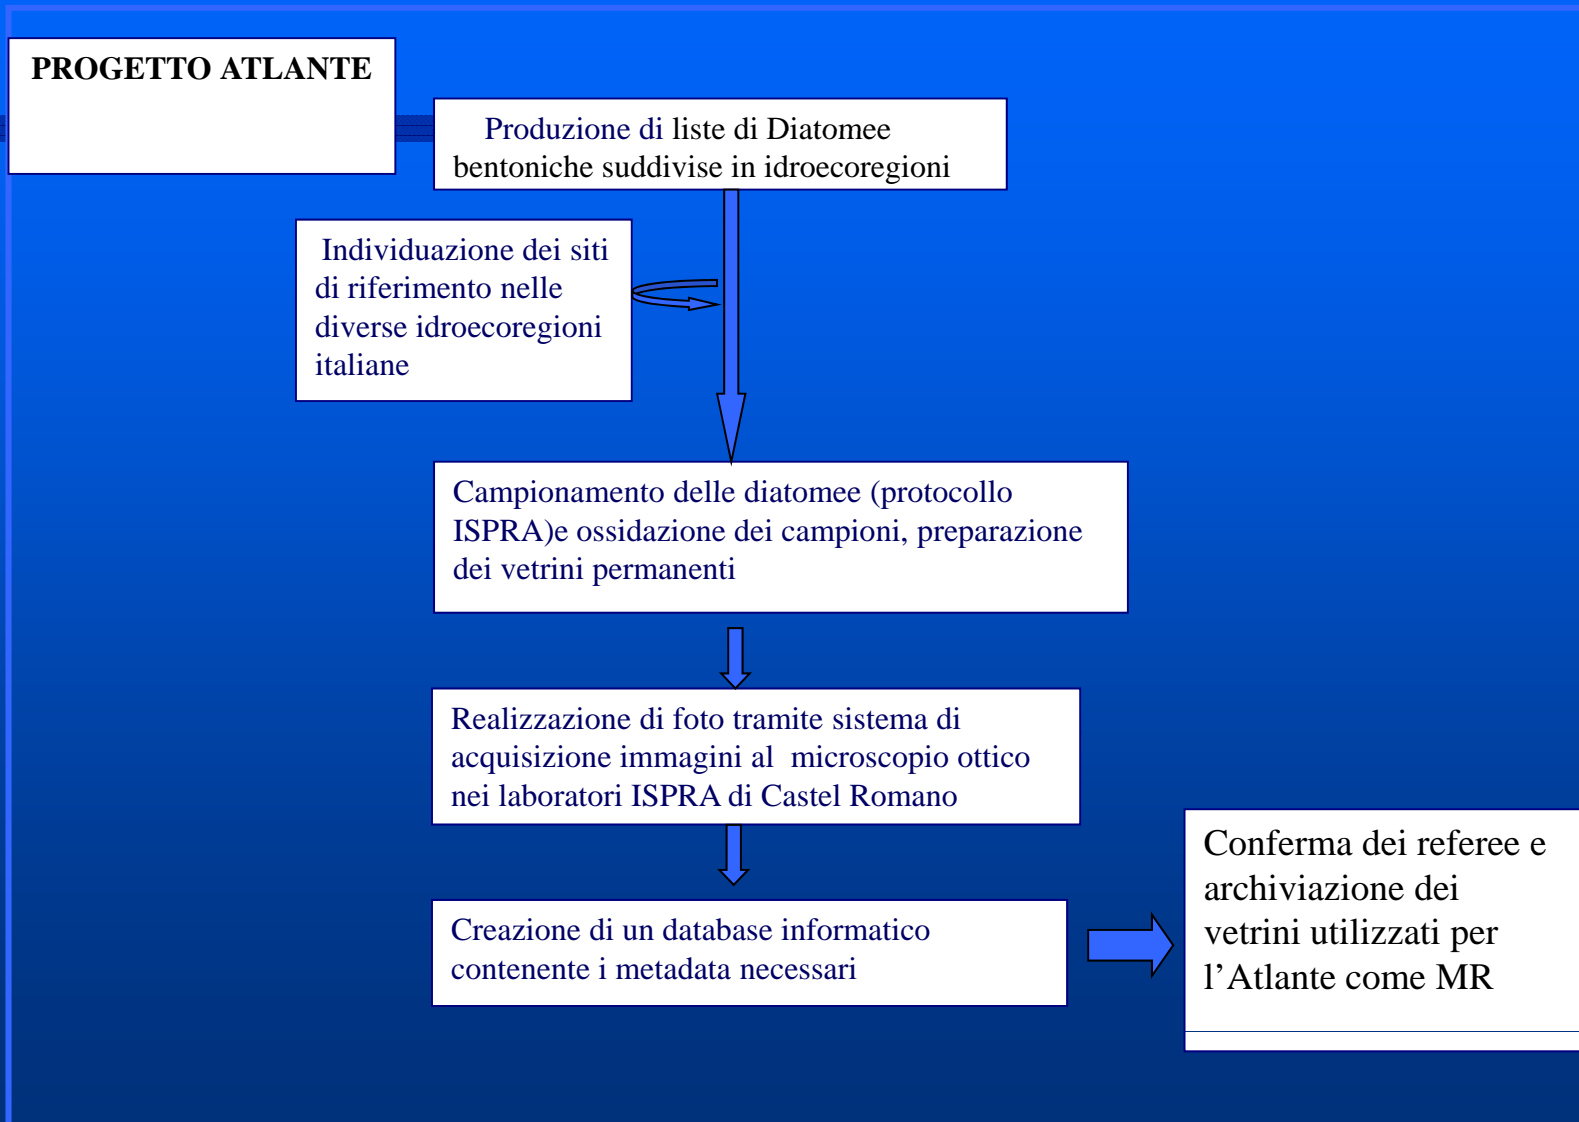 PROGETTO ATLANTE
Produzione di liste di Diatomee
bentoniche suddivise in idroecoregioni
Individuazione dei siti
di riferimento nelle
diverse idroecoregioni
italiane
Campionamento delle diatomee (protocollo
ISPRA)e ossidazione dei campioni, preparazione
dei vetrini permanenti
Realizzazione di foto tramite sistema di
acquisizione immagini al microscopio ottico
nei laboratori ISPRA di Castel Romano
Creazione di un database informatico
contenente i metadata necessari
Conferma dei referee e
archiviazione dei
vetrini utilizzati per
l’Atlante come MR